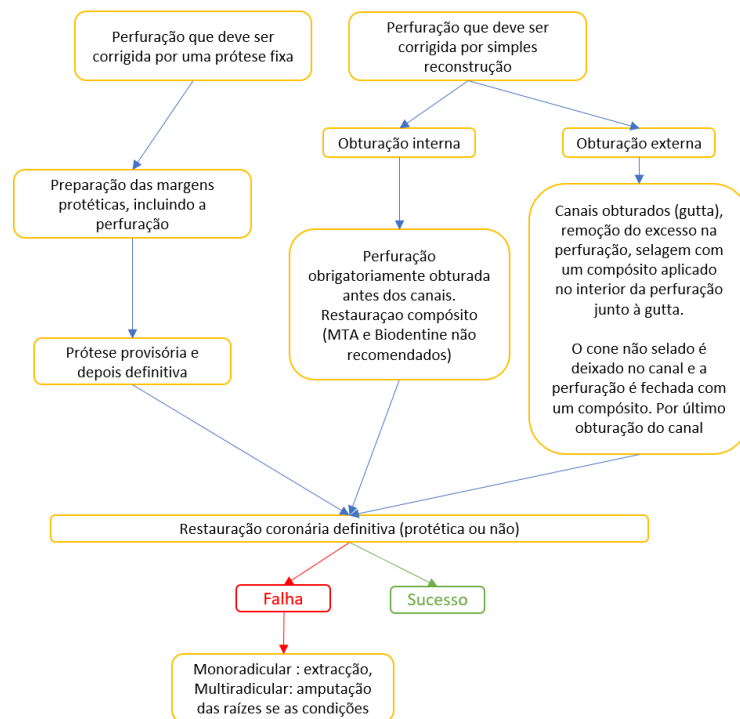 Perfuração que deve ser
corrigida por uma prótese fixa
Perfuração que deve ser
corrigida por simples
reconstrução
Obturação interna
Obturação externa
Preparação das margens
protéticas, incluindo a
perfuração
Perfuração
obrigatoriamente obturada
antes dos canais.
Restauraçao compósito
(MTA e Biodentine não
recomendados)
Canais obturados (gutta),
remoção do excesso na
perfuração, selagem com
um compósito aplicado
no interior da perfuração
junto à gutta.
O cone não selado é
deixado no canal e a
perfuração é fechada com
um compósito. Por último
obturação do canal
Prótese provisória e
depois definitiva
Restauração coronária definitiva (protética ou não)
Falha
Sucesso
Monoradicular : extracção,
Multiradicular: amputação
das raízes se as condições